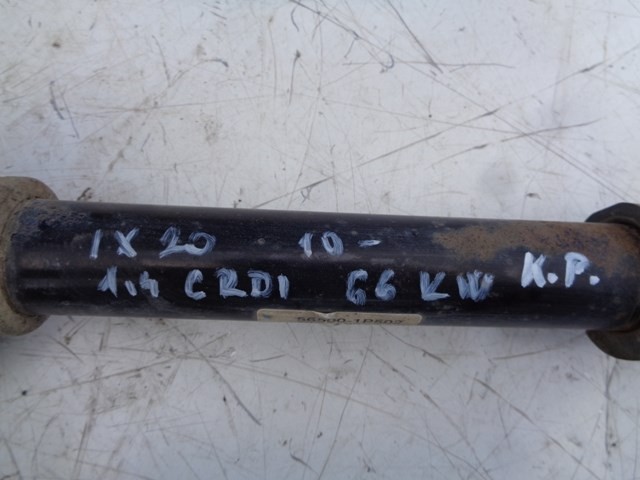 IX 20 10-
1.4 CRDI 66 KW K.P.